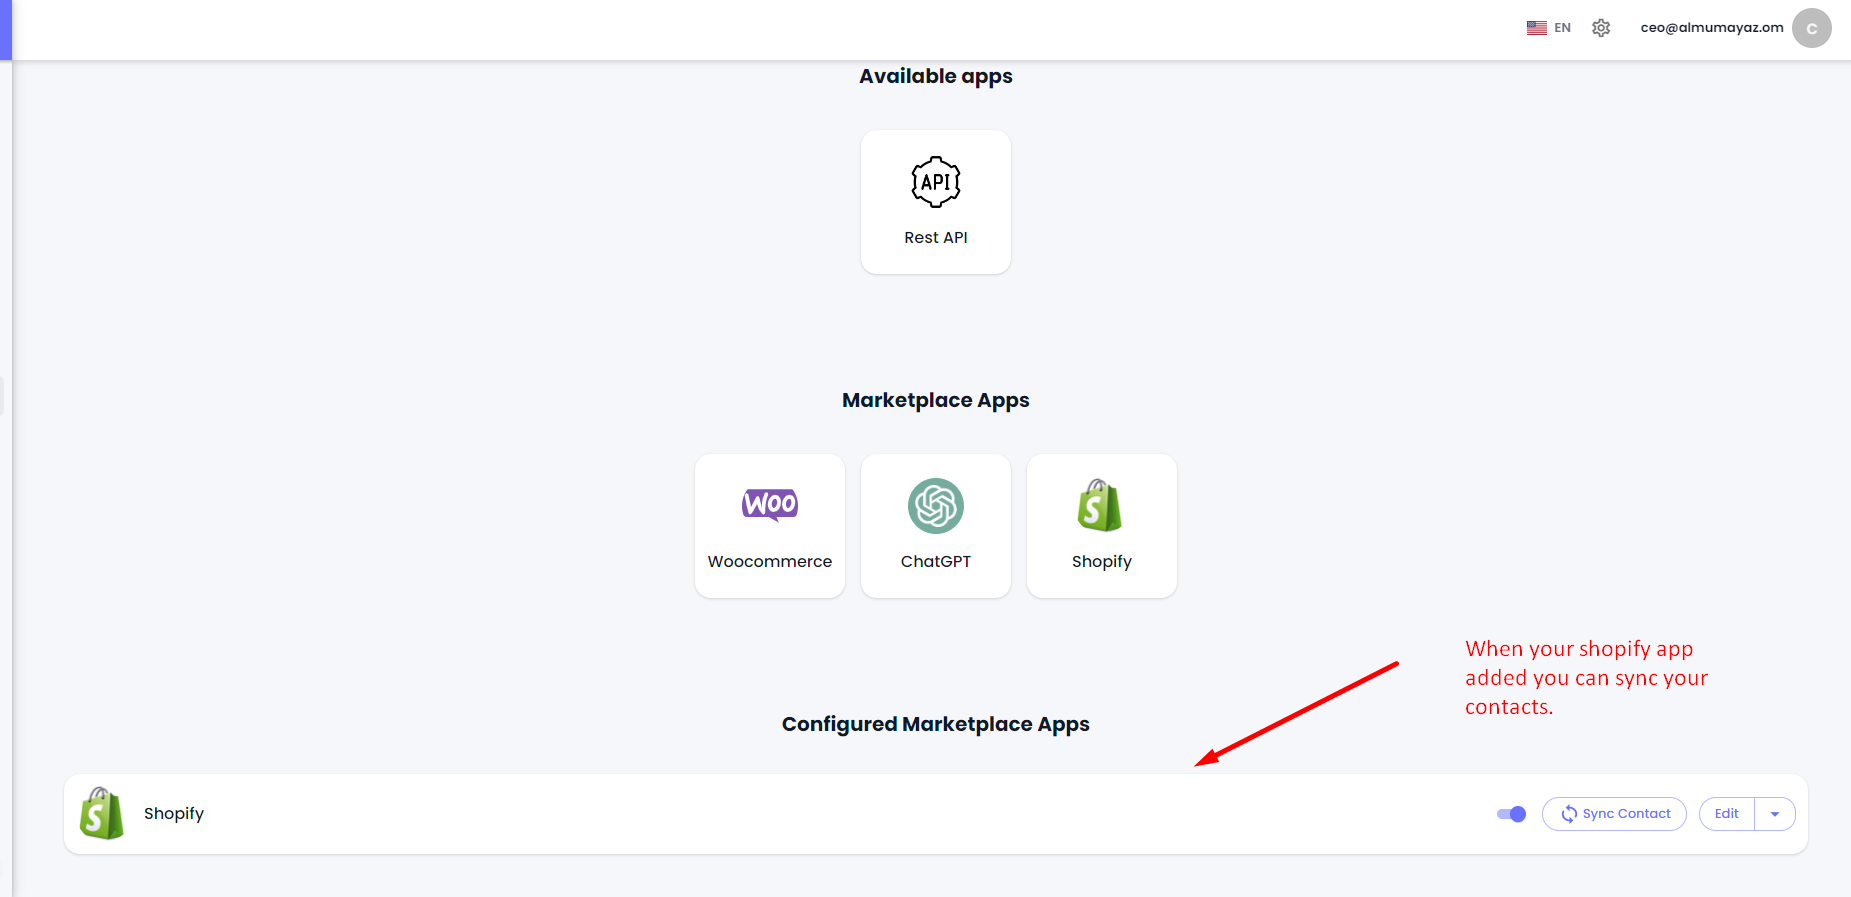 EN
ceo@almumayaz.om
C
Available apps
API
Rest API
Marketplace Apps
Woo
Woocommerce
ChatGPT
S
Shopify
When your shopify app
added you can sync your
contacts.
Configured Marketplace Apps
S
Shopify
Sync Contact
Edit